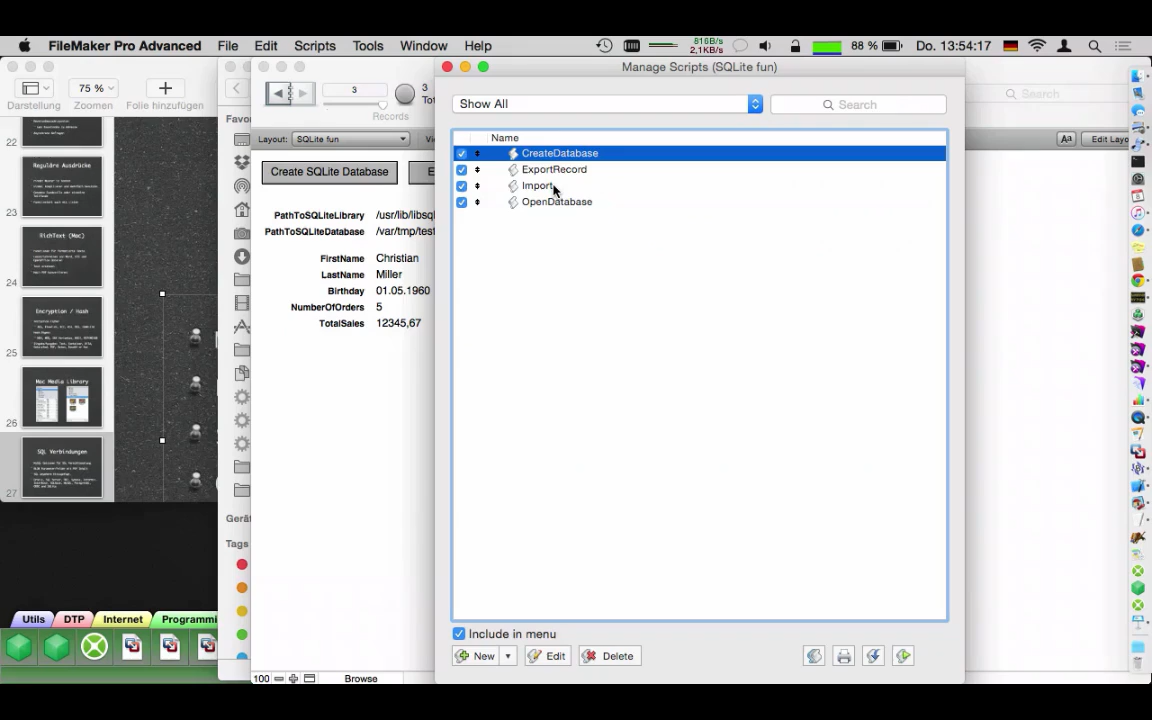 FileMaker Pro Advanced File Edit Scripts Tools Window Help
816B/s
2,1KB/s
88 % Do. 13:54:17
Manage Scripts (SQLite fun)
75 %
Darstellung Zoomen Folie hinzufügen
3
3
Records
Favor
Search
Layout: SQLite fun
Aa Edit Layo
Create SQLite Database
E
PathToSQLiteLibrary /usr/lib/libsql
PathToSQLiteDatabase /var/tmp/test
FirstName Christian
LastName Miller
Birthday 01.05.1960
NumberOfOrders 5
TotalSales 12345,67
Show All
Search
Name
CreateDatabase
ExportRecord
Import
OpenDatabase
Include in menu
New Edit Delete
22
Reguläre Ausdrücke
23
RichText (Mac)
24
Encryption / Hash
25
Mac Media Library
26
SQL Verbindungen
27
Gerät
Tags
Utils DTP Internet Programmi
100 Browse